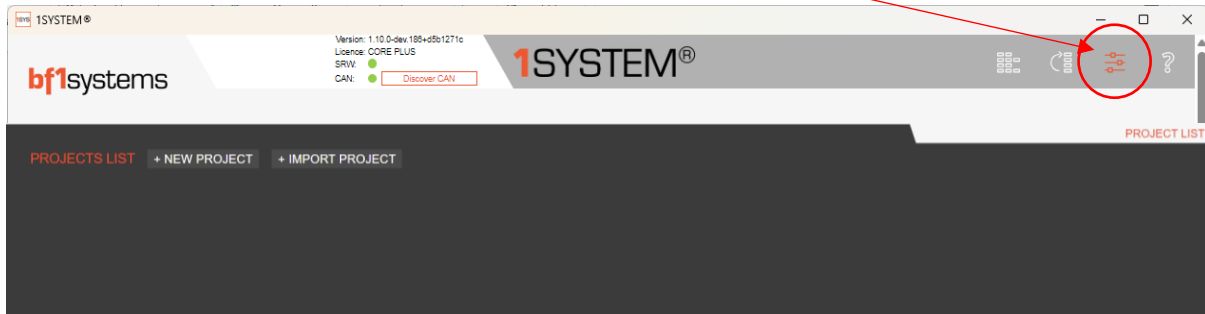 1SYS 1SYSTEM®
bf1systems
Version: 1.10.0-dev.186+d5b1271c
Licence: CORE PLUS
SRW:
CAN: Discover CAN
1SYSTEM®
PROJECT LIST
PROJECTS LIST + NEW PROJECT + IMPORT PROJECT